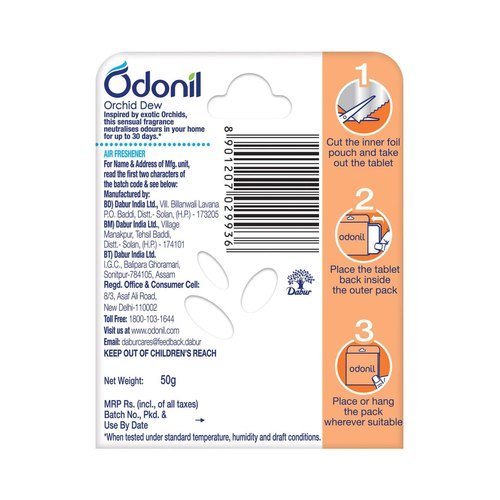 Odonil
Orchid Dew
Inspired by exotic Orchids,
this sensual fragrance
neutralises odours in your home
for up to 30 days.*
AIR FRESHENER
For Name & Address of Mfg. unit,
read the first two characters of
the batch code & see below:
Manufactured by:
BD) Dabur India Ltd., Vill. Billanwali Lavana
P.O. Baddi, Distt.- Solan, (H.P.) - 173205
BM) Dabur India Ltd., Village
Manakpur, Tehsil Baddi,
Distt. - Solan, (H.P.) - 174101
BT) Dabur India Ltd.
I.G.C., Balipara Ghoramari,
Sonitpur-784105, Assam
Regd. Office & Consumer Cell:
8/3, Asaf Ali Road,
New Delhi-110002
Toll Free: 1800-103-1644
Visit us at www.odonil.com
Email: daburcares@feedback.dabur
KEEP OUT OF CHILDREN'S REACH
Net Weight: 50g
MRP Rs. (incl., of all taxes)
Batch No., Pkd. &
Use By Date
*When tested under standard temperature, humidity and draft conditions.
8901207029936
Dabur
1
Cut the inner foil
pouch and take
out the tablet
2
odonil
Place the tablet
back inside
the outer pack
3
odonil
Place or hang
the pack
wherever suitable